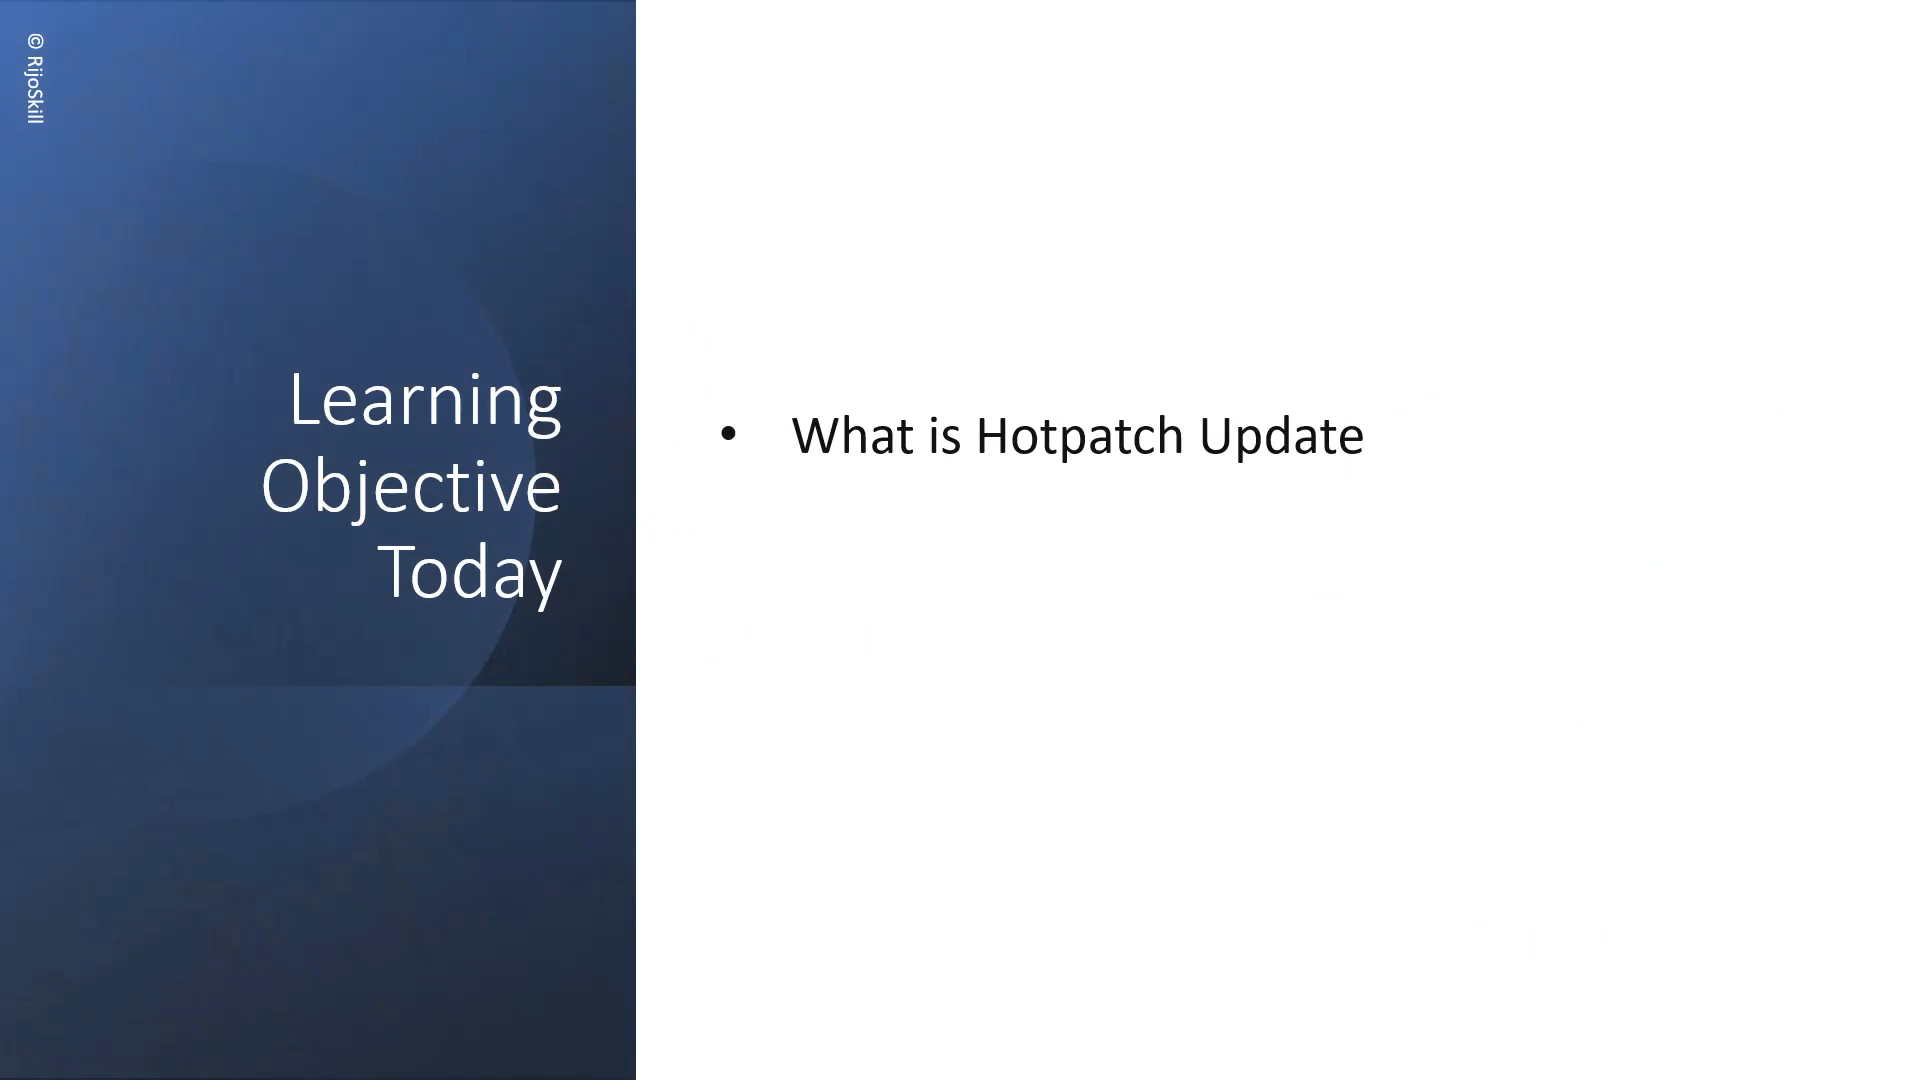 © RijoSkill
Learning
Objective
Today
• What is Hotpatch Update